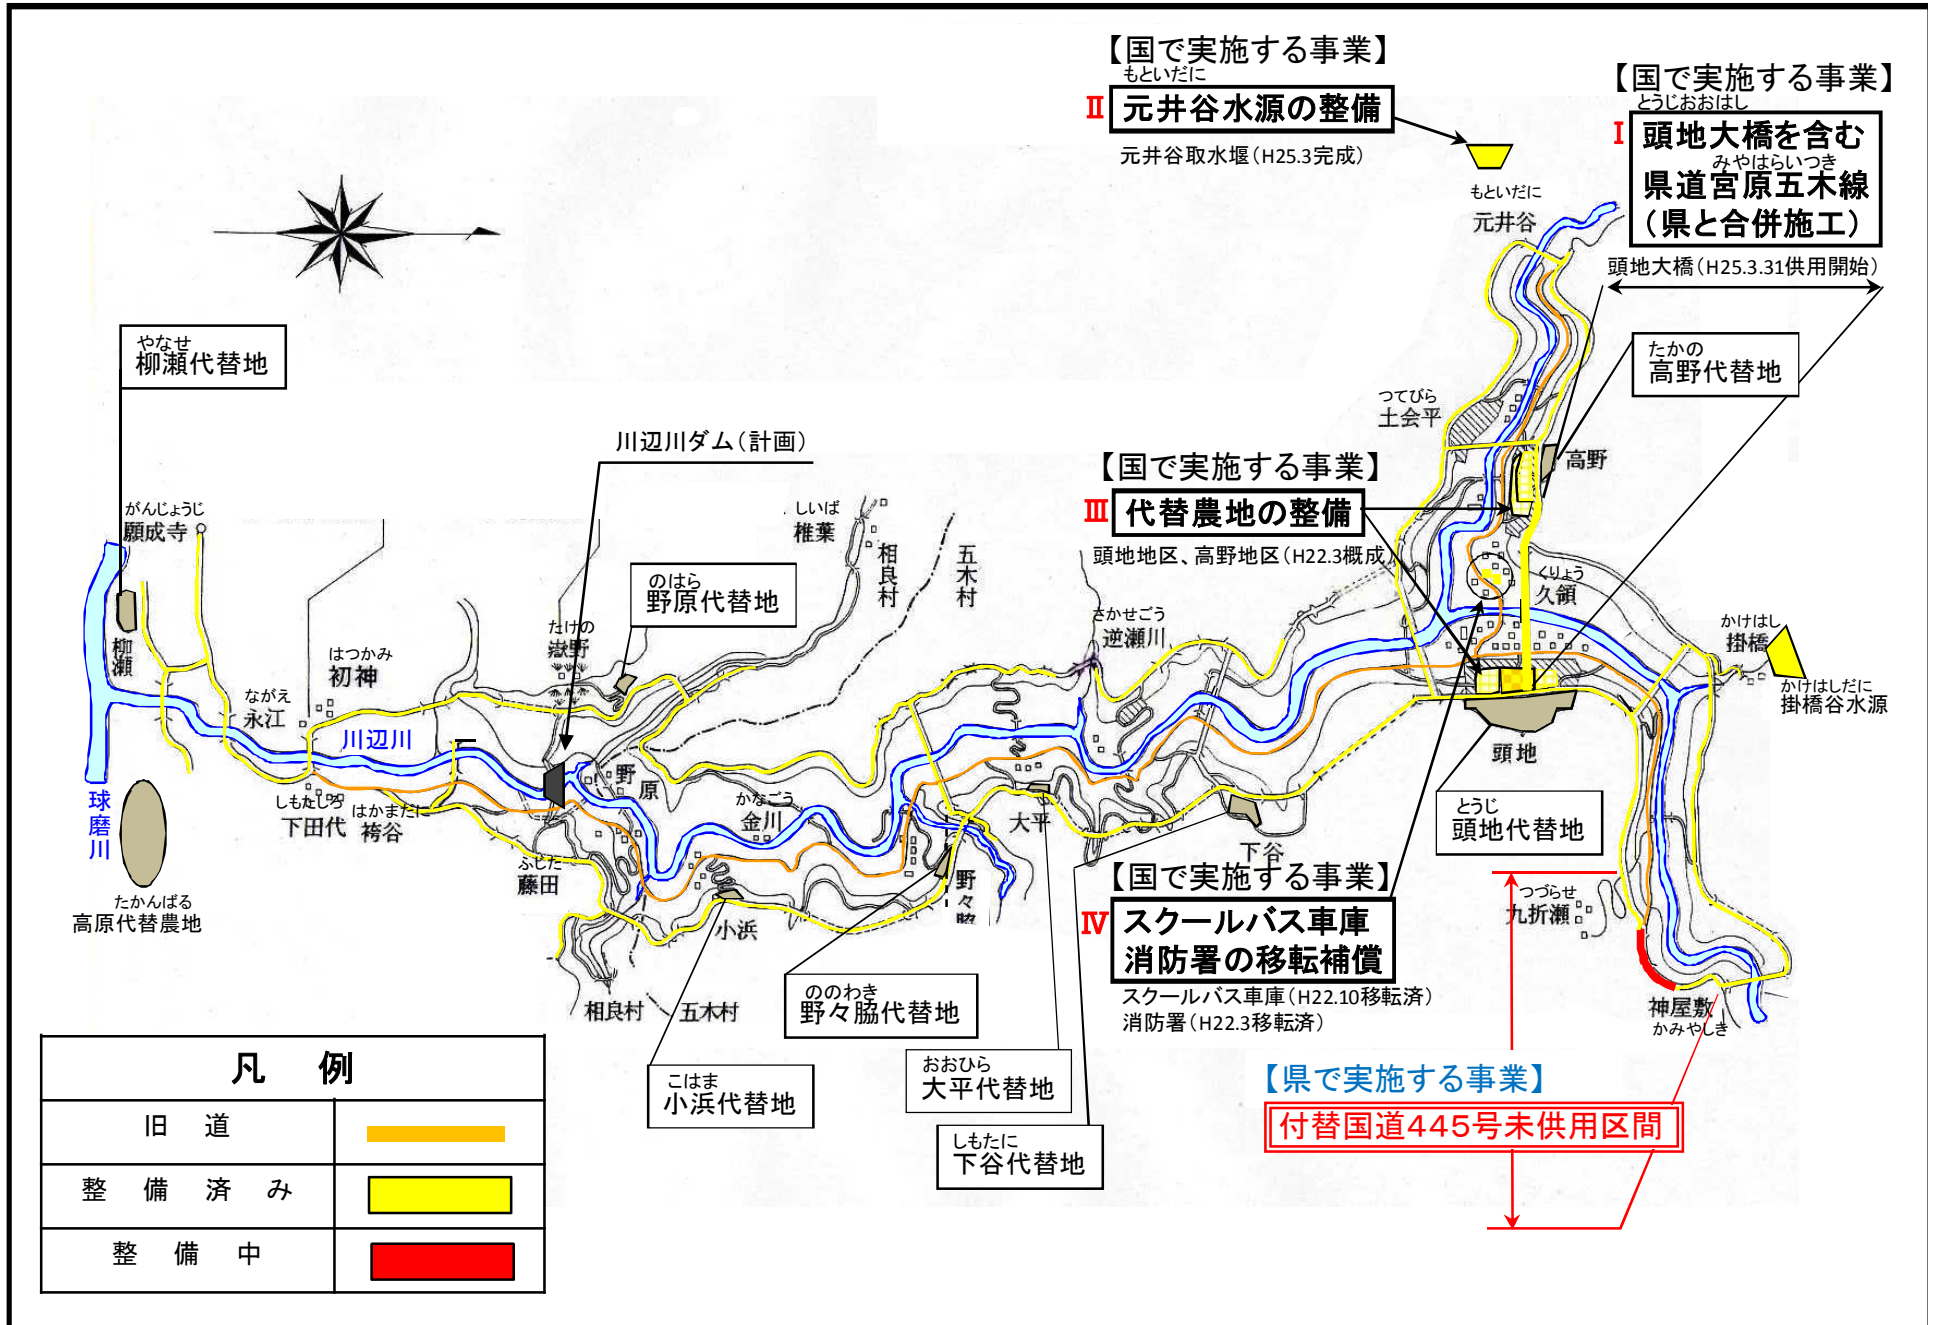 【国で実施する事業】
もといだに
Ⅱ 元井谷水源の整備
元井谷取水堰（H25.3完成）
【国で実施する事業】
とうじおおはし
Ⅰ 頭地大橋を含む
みやはらいつき
県道宮原五木線
（県と合併施工）
頭地大橋（H25.3.31供用開始）
もといだに
元井谷
やなせ
柳瀬代替地
たかの
高野代替地
つてびら
土会平
高野
川辺川ダム（計画）
【国で実施する事業】
Ⅲ 代替農地の整備
頭地地区、高野地区（H22.3概成）
がんじょうじ
願成寺
しいば
椎葉
相良村
五木村
のはら
野原代替地
さかせごう
逆瀬川
くりょう
久領
かけはし
掛橋
かけはしだに
掛橋谷水源
柳瀬
はつかみ
初神
たけの
嶽野
ながえ
永江
川辺川
野原
かなごう
金川
球磨川
しもたしろ
下田代
はかまだに
袴谷
ふじた
藤田
大平
下谷
頭地
とうじ
頭地代替地
たかんばる
高原代替農地
小浜
野々脇
【国で実施する事業】
Ⅳ スクールバス車庫
消防署の移転補償
スクールバス車庫（H22.10移転済）
消防署（H22.3移転済）
つづらせ
九折瀬
神屋敷
かみやしき
相良村
五木村
ののわき
野々脇代替地
おおひら
大平代替地
こはま
小浜代替地
しもたに
下谷代替地
【県で実施する事業】
付替国道445号未供用区間
凡 例
旧 道
整 備 済 み
整 備 中